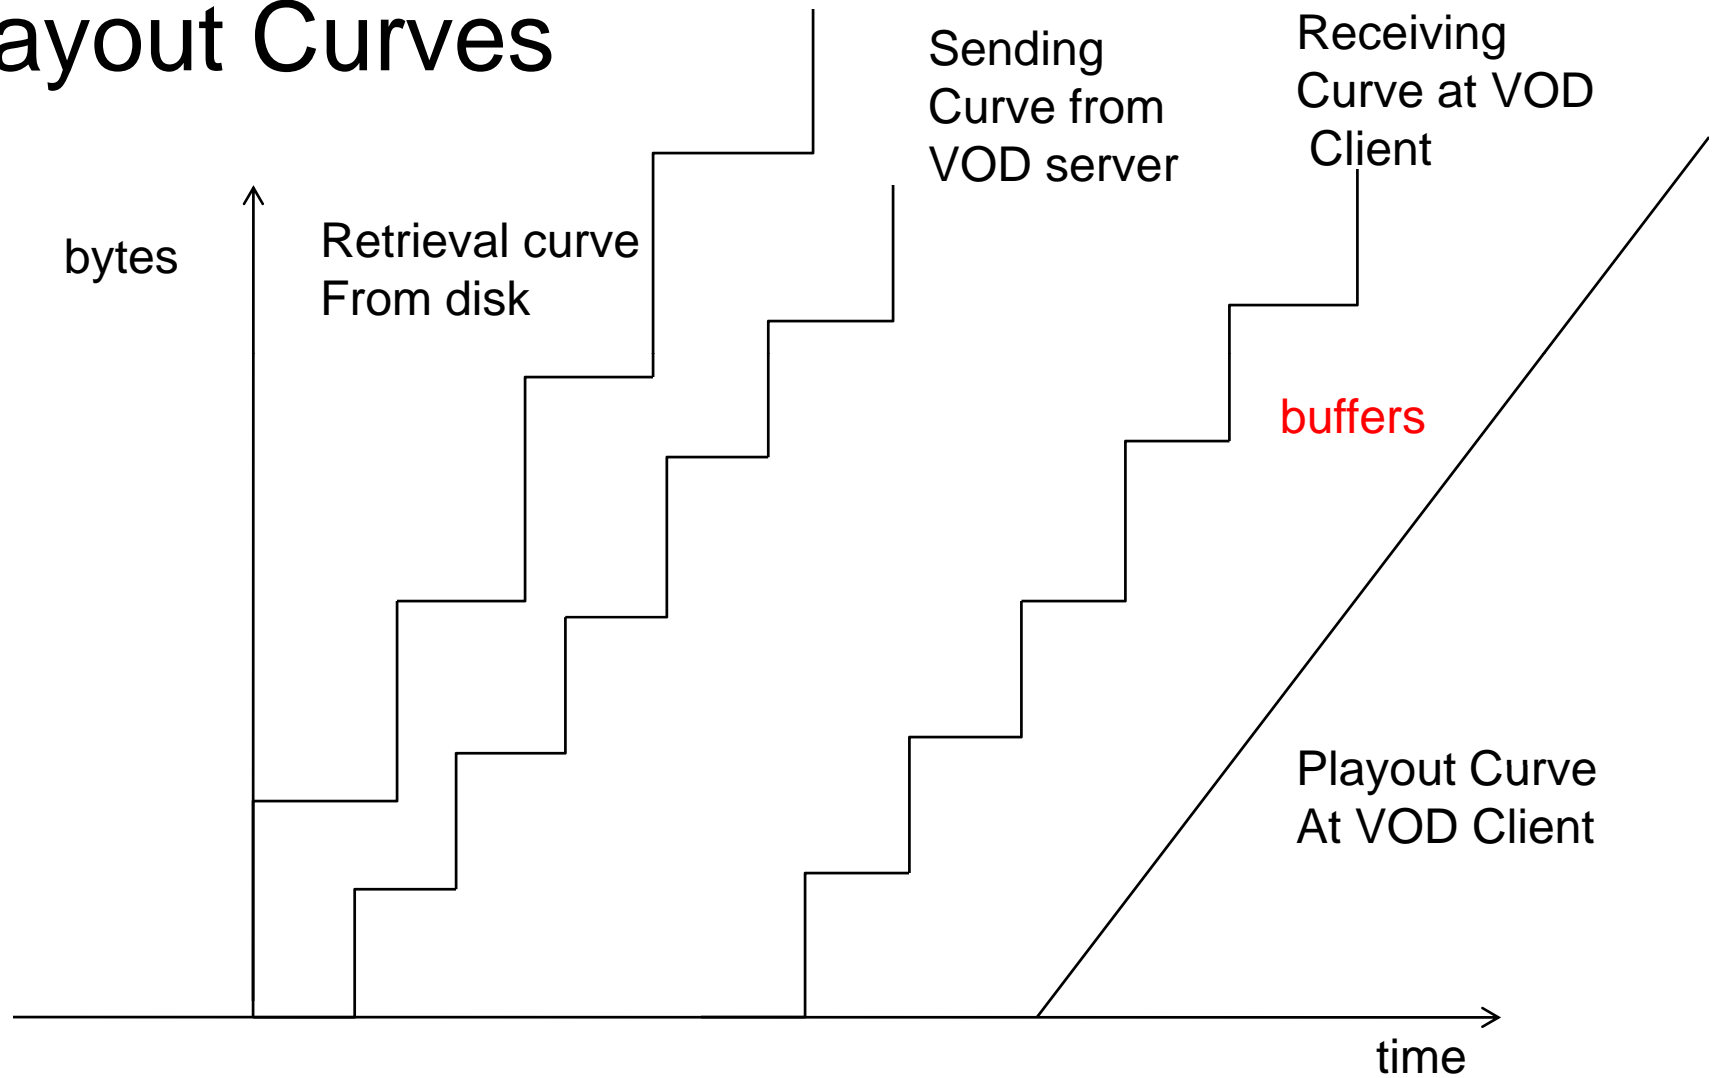 ayout Curves
Sending
Curve from
VOD server
Receiving
Curve at VOD
Client
bytes
Retrieval curve
From disk
buffers
Playout Curve
At VOD Client
time